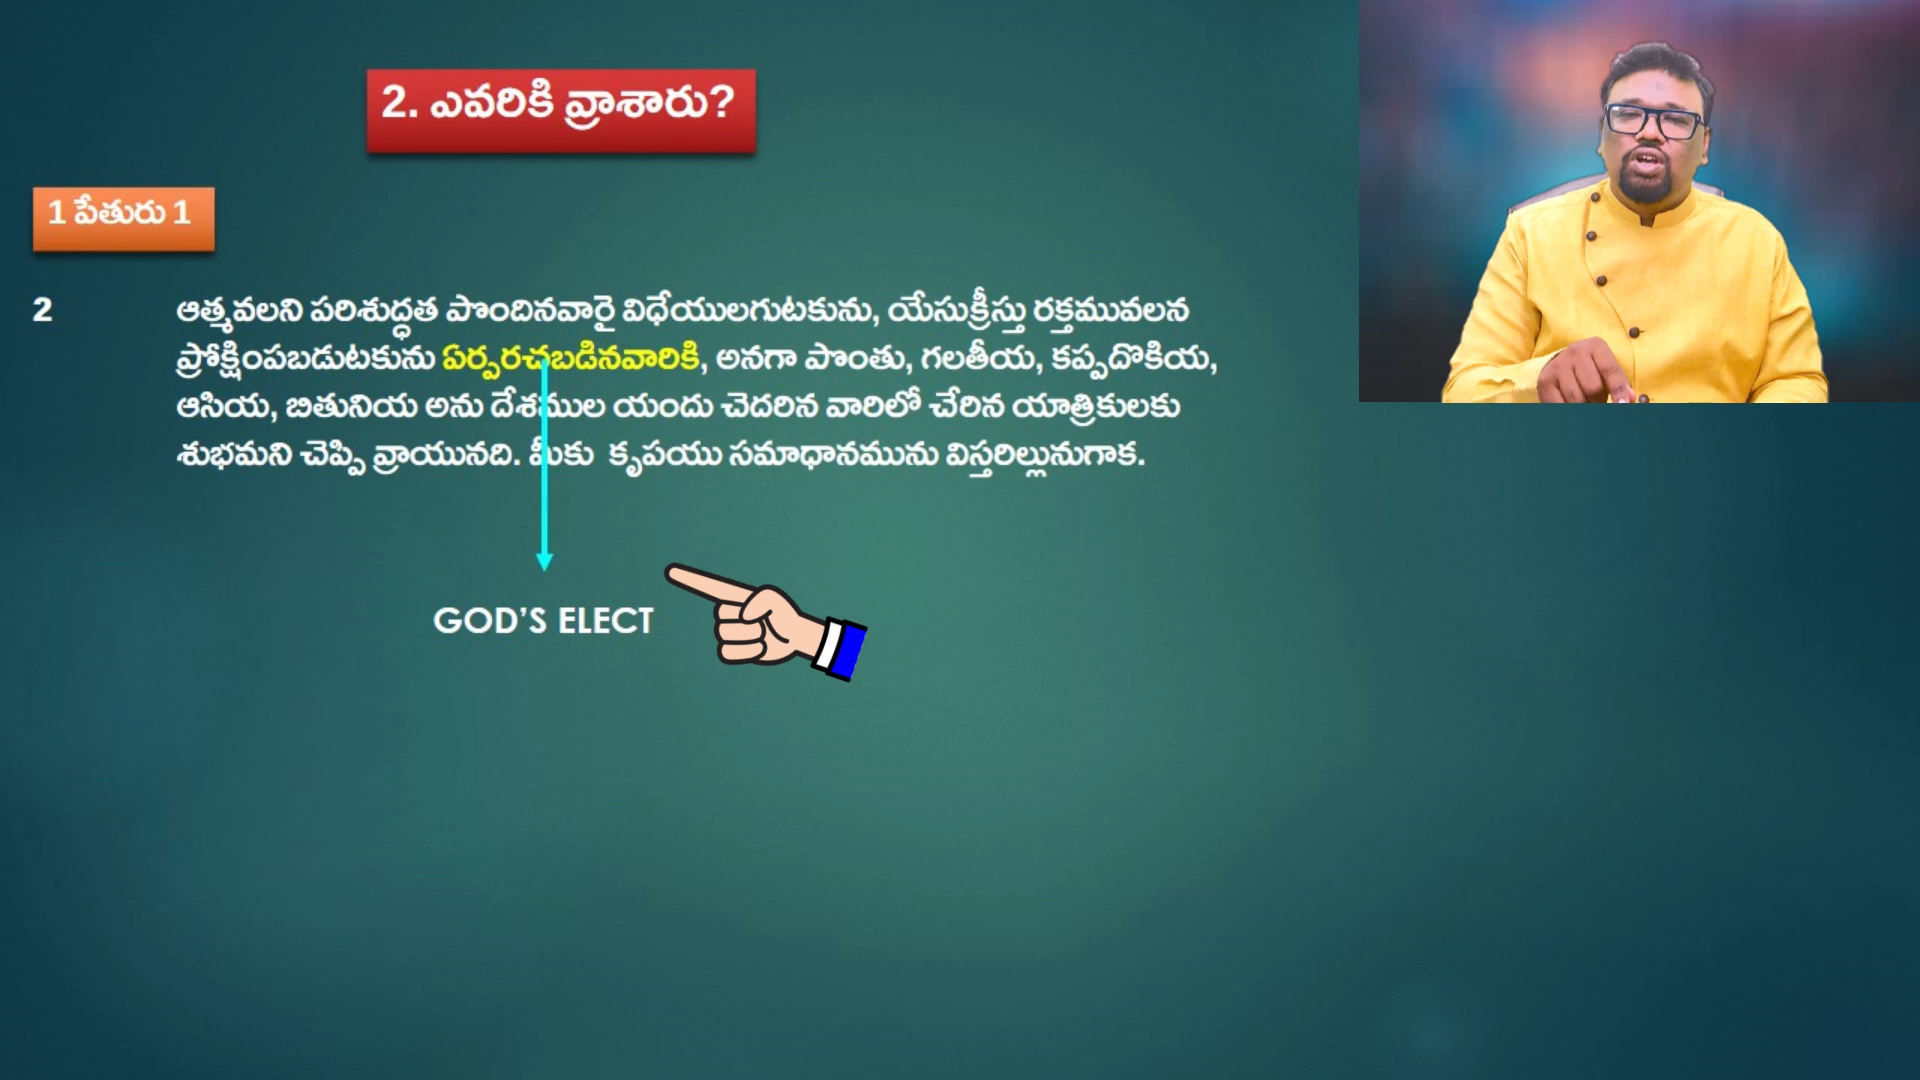 2. ఎవరికి వ్రాశారు?
1 పేతురు 1
2 ఆత్మవలని పరిశుద్ధత పొందినవారై విధేయులగుటకును, యేసుక్రీస్తు రక్తమువలన
ప్రోక్షింపబడుటకును ఏర్పరచబడినవారికి, అనగా పొంతు, గలతీయ, కప్పదొకియ,
ఆసియ, బితునియ అను దేశముల యందు చెదరిన వారిలో చేరిన యాత్రికులకు
శుభమని చెప్పి వ్రాయునది. మీకు కృపయు సమాధానమును విస్తరిల్లునుగాక.
GOD'S ELECT